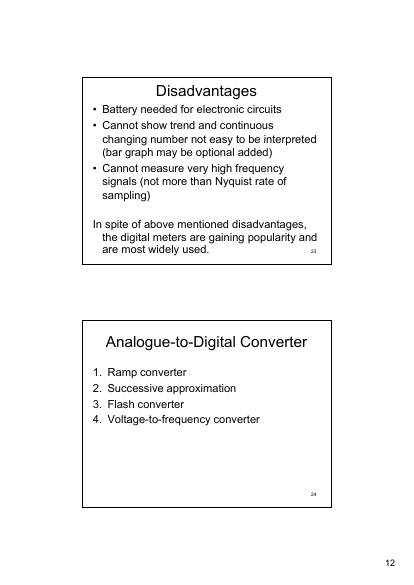 Disadvantages
• Battery needed for electronic circuits
• Cannot show trend and continuous
changing number not easy to be interpreted
(bar graph may be optional added)
• Cannot measure very high frequency
signals (not more than Nyquist rate of
sampling)
In spite of above mentioned disadvantages,
the digital meters are gaining popularity and
are most widely used.
23
Analogue-to-Digital Converter
1. Ramp converter
2. Successive approximation
3. Flash converter
4. Voltage-to-frequency converter
24
12